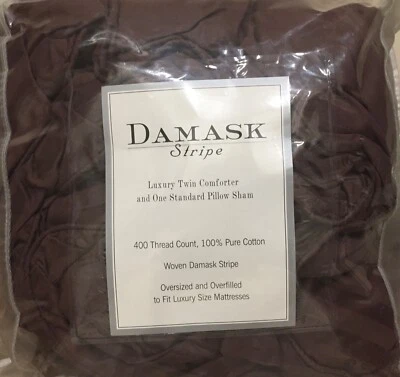 DAMASK
Stripe
Luxury Twin Comforter
and One Standard Pillow Sham
400 Thread Count, 100% Pure Cotton
Woven Damask Stripe
Oversized and Overfilled
to Fit Luxury Size Mattresses